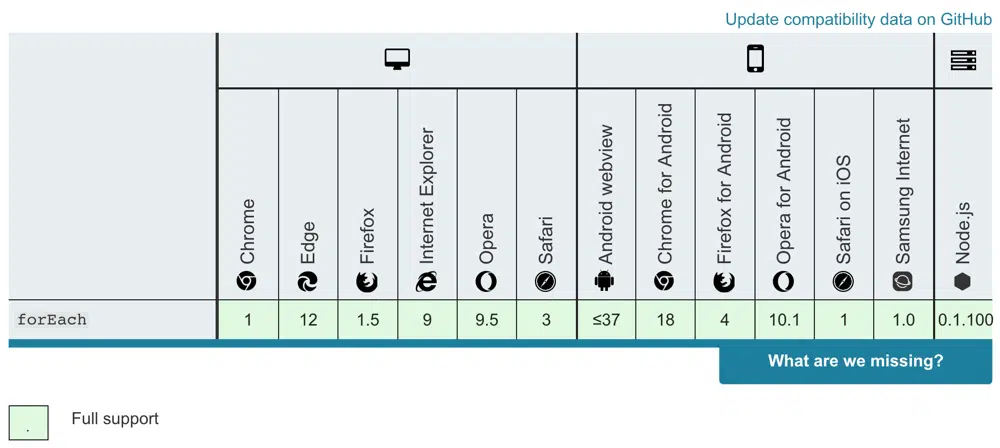 Update compatibility data on GitHub
Chrome
Edge
Firefox
Internet Explorer
Opera
Safari
Android webview
Chrome for Android
Firefox for Android
Opera for Android
Safari on iOS
Samsung Internet
Node.js
forEach 1 12 1.5 9 9.5 3 ≤37 18 4 10.1 1 1.0 0.1.100
What are we missing?
. Full support